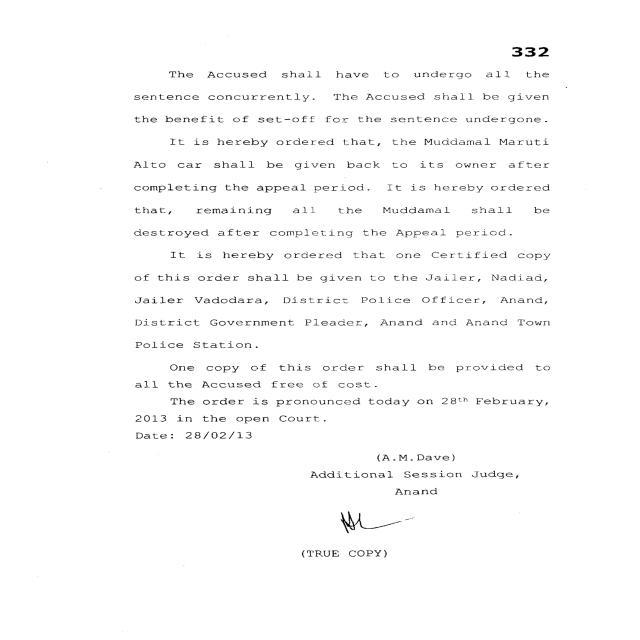 332
The Accused shall have to undergo all the
sentence concurrently. The Accused shall be given
the benefit of set-off for the sentence undergone.
It is hereby ordered that, the Muddamal Maruti
Alto car shall be given back to its owner after
completing the appeal period. It is hereby ordered
that, remaining all the Muddamal shall be
destroyed after completing the Appeal period.
It is hereby ordered that one Certified copy
of this order shall be given to the Jailer, Nadiad,
Jailer Vadodara, District Police Officer, Anand,
District Government Pleader, Anand and Anand Town
Police Station.
One copy of this order shall be provided to
all the Accused free of cost.
The order is pronounced today on 28th February,
2013 in the open Court.
Date: 28/02/13
(A.M.Dave)
Additional Session Judge,
Anand
(TRUE COPY)